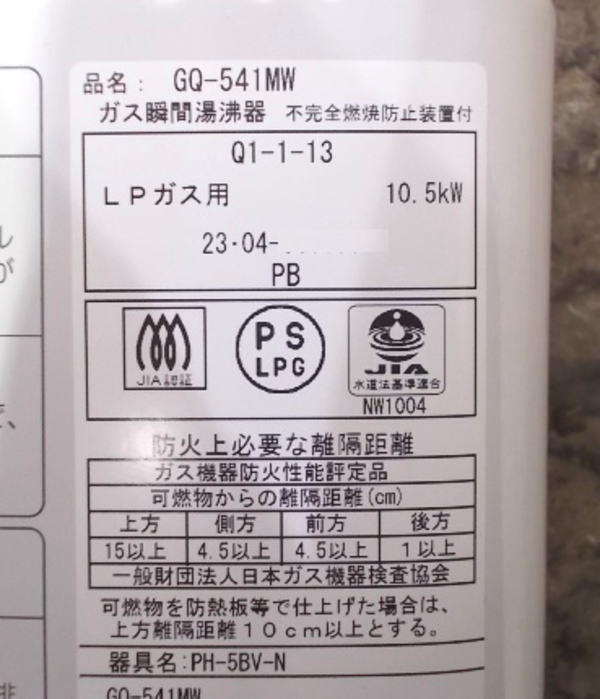 品名： GQ-541MW
ガス瞬間湯沸器 不完全燃焼防止装置付
Q1-1-13
LPガス用 10.5kW
23·04-
PB
JIA認証
PS
LPG
JIA
水道法基準適合
NW1004
防火上必要な離隔距離
ガス機器防火性能評定品
可燃物からの離隔距離(cm)
上方 側方 前方 後方
15以上 4.5以上 4.5以上 1以上
一般財団法人日本ガス機器検査協会
可燃物を防熱板等で仕上げた場合は、
上方離隔距離10cm以上とする。
器具名:PH-5BV-N
GQ-541MW